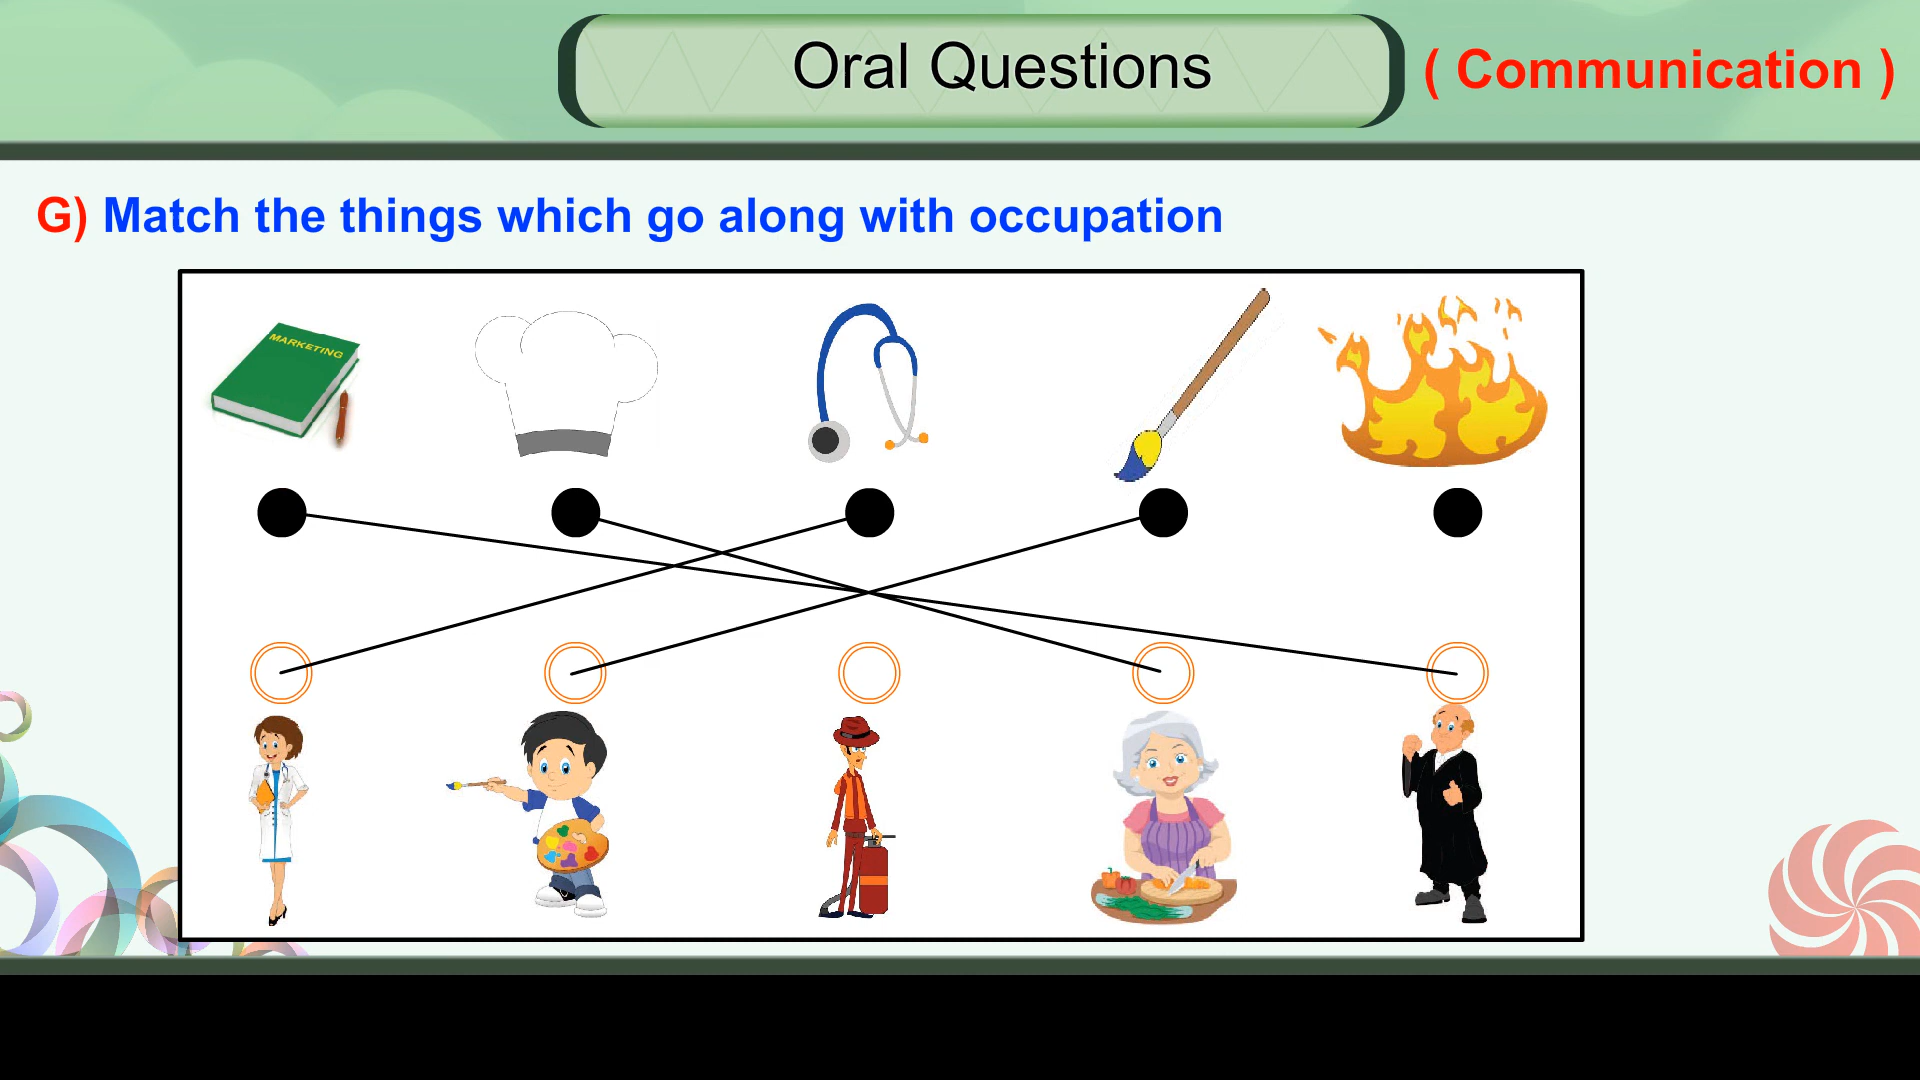 Oral Questions
( Communication )
G) Match the things which go along with occupation
MARKETING